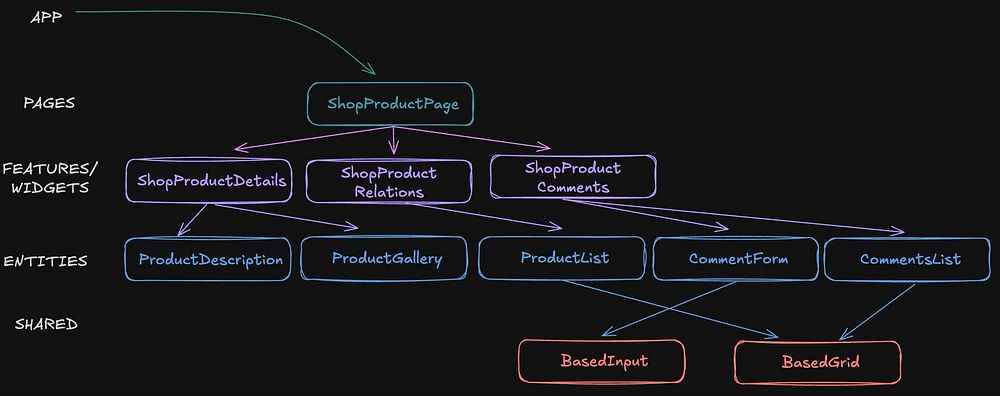 APP
PAGES
ShopProductPage
FEATURES/
WIDGETS
ShopProductDetails
ShopProduct
Relations
ShopProduct
Comments
ENTITIES
ProductDescription
ProductGallery
ProductList
CommentForm
CommentsList
SHARED
BasedInput
BasedGrid